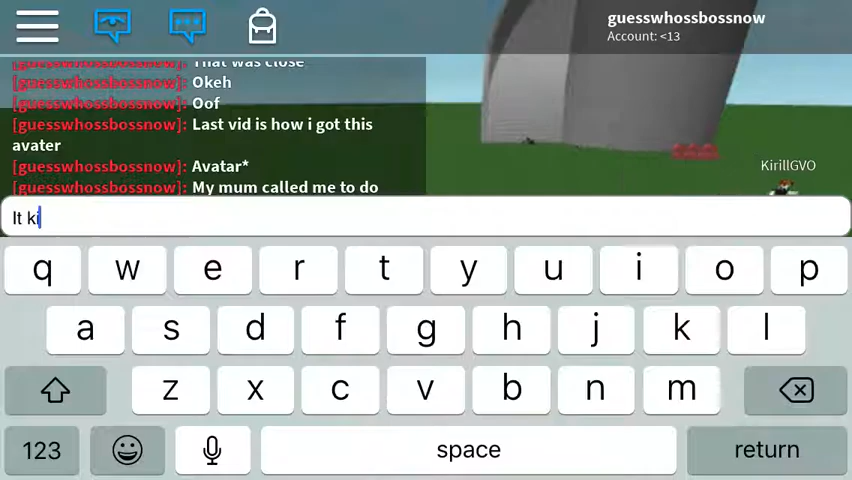 guesswhossbossnow
Account: <13
[guesswhossbossnow]: That was close
[guesswhossbossnow]: Okeh
[guesswhossbossnow]: Oof
[guesswhossbossnow]: Last vid is how i got this
avater
[guesswhossbossnow]: Avatar*
[guesswhossbossnow]: My mum called me to do
KirillGVO
It ki
q w e r t y u i o p
a s d f g h j k l
z x c v b n m
123 space return